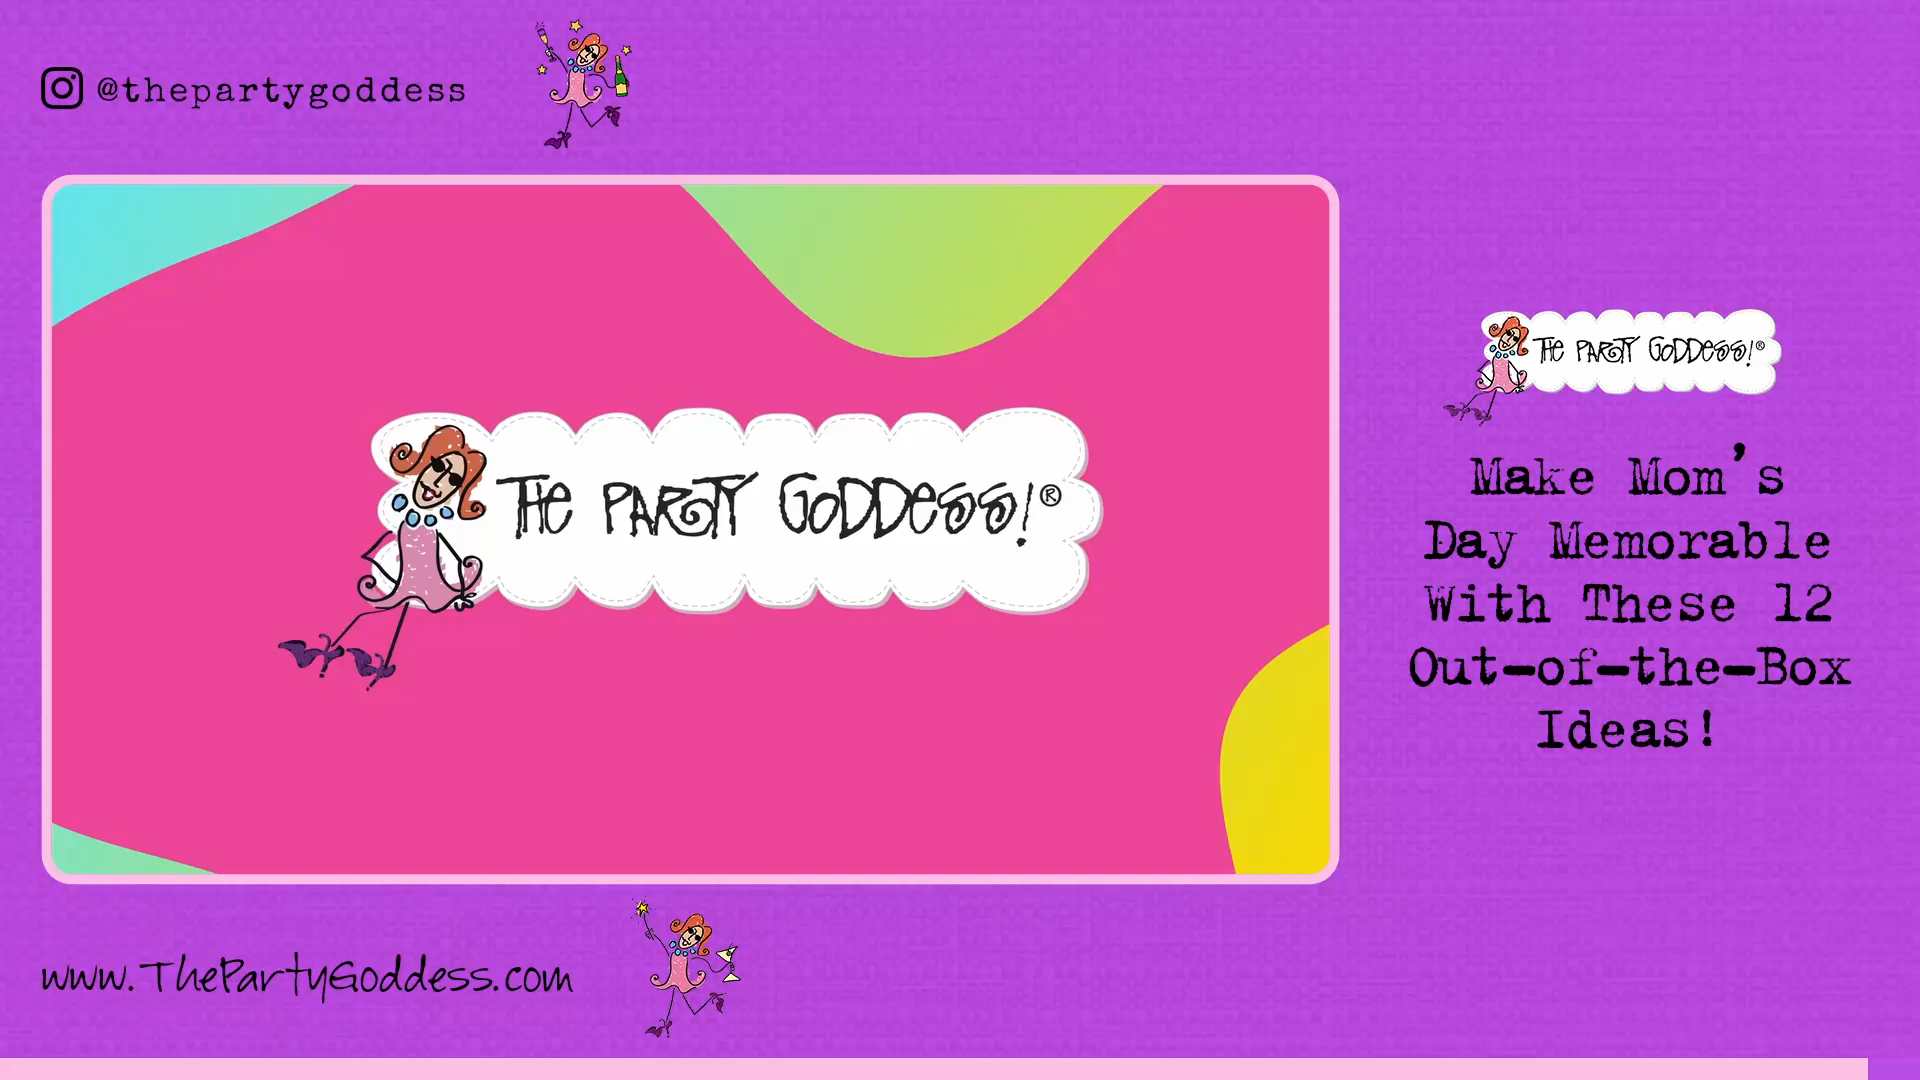 @thepartygoddess
THE PARTY GODDESS!®
THE PARTY GODDESS!®
Make Mom's
Day Memorable
With These 12
Out-of-the-Box
Ideas!
www.ThePartyGoddess.com